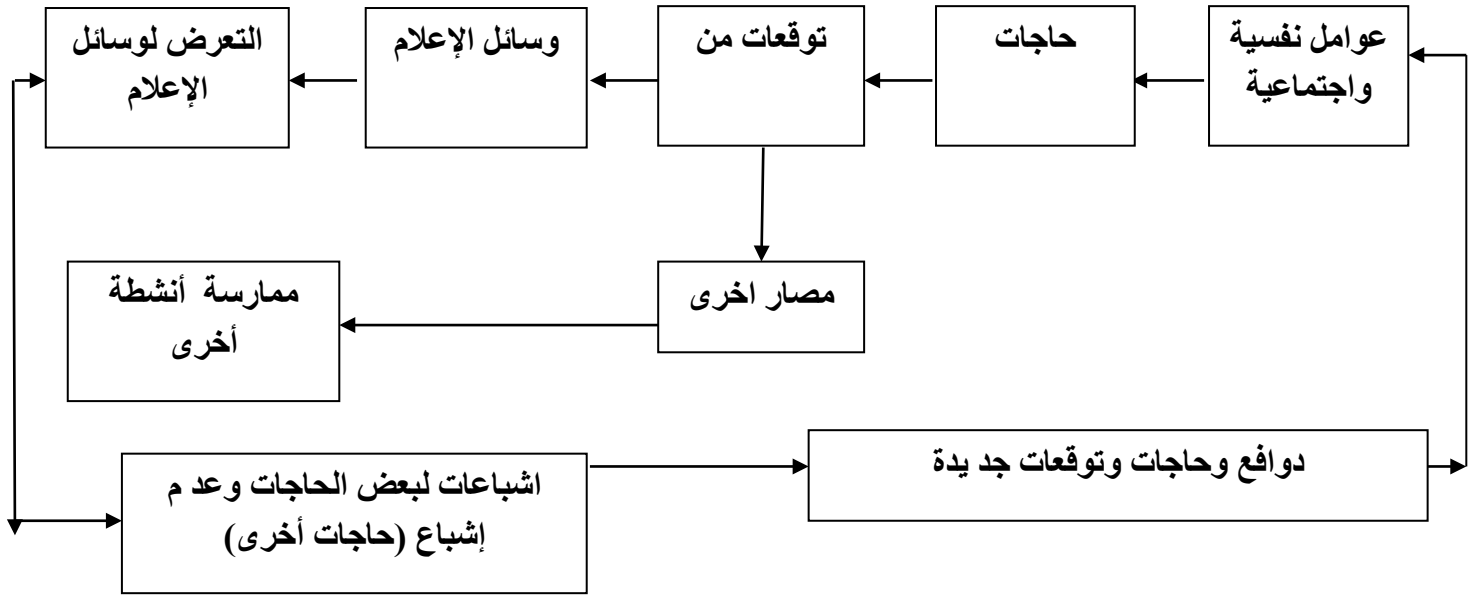 عوامل نفسية
واجتماعية
حاجات
توقعات من
وسائل الإعلام
التعرض لوسائل
الإعلام
مصار اخرى
ممارسة أنشطة
أخرى
دوافع وحاجات وتوقعات جد يدة
اشباعات لبعض الحاجات وعد م
إشباع (حاجات أخرى)